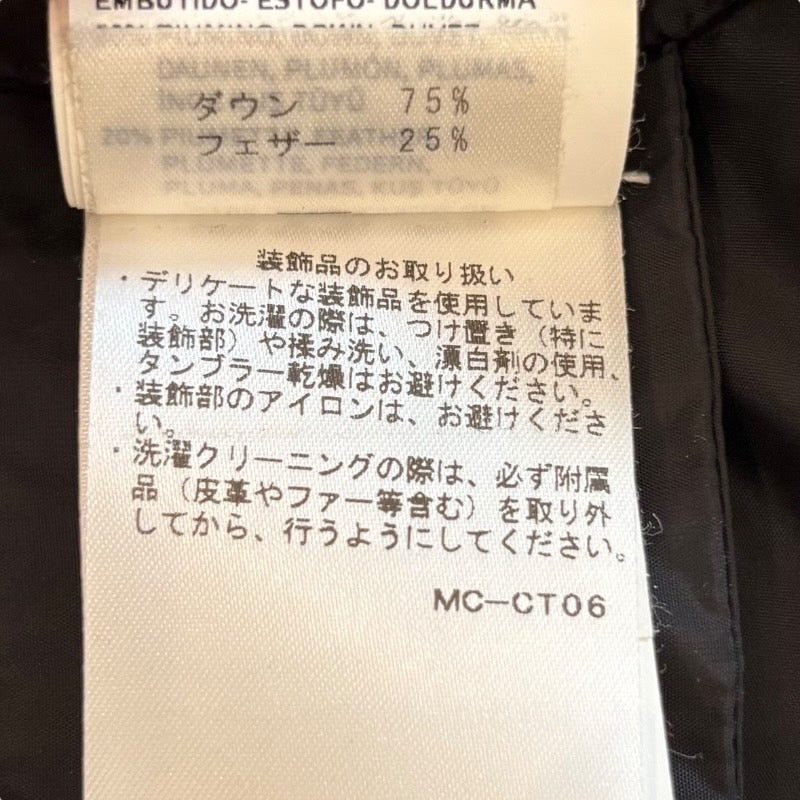 EMBUTIDO- ESTOFO- DOLDURMA
DAUNEN, PLUMÓN, PLUMAS,
ダウン 75%
フェザー 25%
20%
PLUMETTE, FEDERN,
PLUMA, PENAS, KUŞ TÜYÜ
装飾品のお取り扱い
・デリケートな装飾品を使用していま
す。お洗濯の際は、つけ置き（特に
装飾部）や揉み洗い、漂白剤の使用、
タンブラー乾燥はお避けください。
・装飾部のアイロンは、お避けくださ
い。
・洗濯クリーニングの際は、必ず附属
品（皮革やファー等含む）を取り外
してから、行うようにしてください。
MC-CT06